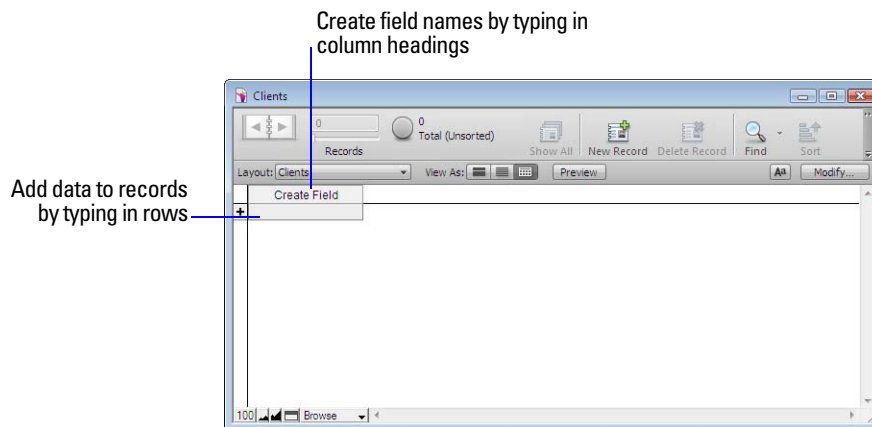 Create field names by typing in
column headings
Clients
0
0
Total (Unsorted)
Records
Show All
New Record
Delete Record
Find
Sort
Layout: Clients
View As:
Preview
Aa
Modify...
Add data to records
by typing in rows
Create Field
100
Browse